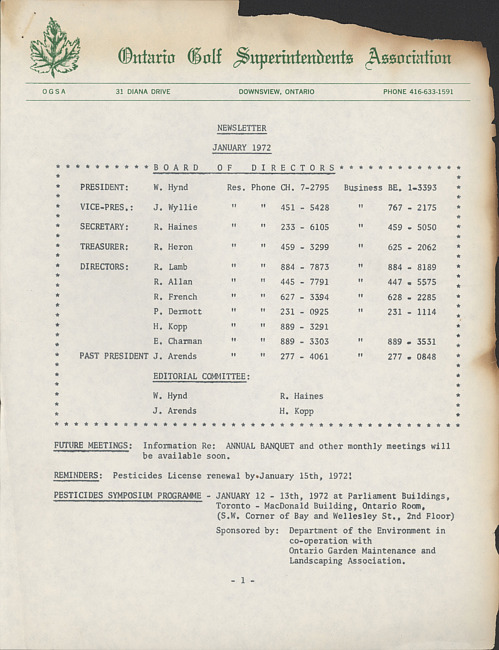 Ontario Golf Superintendents Association
OGSA 31 DIANA DRIVE DOWNSVIEW, ONTARIO PHONE 416-633-1591
NEWSLETTER
JANUARY 1972
* * * * * * * * * * B O A R D O F D I R E C T O R S * * * * * * * * * * * * *
PRESIDENT: W. Hynd Res. Phone CH. 7-2795 Business BE. 1-3393
VICE-PRES.: J. Wyllie " " 451 - 5428 " 767 - 2175
SECRETARY: R. Haines " " 233 - 6105 " 459 - 5050
TREASURER: R. Heron " " 459 - 3299 " 625 - 2062
DIRECTORS: R. Lamb " " 884 - 7873 " 884 - 8189
R. Allan " " 445 - 7791 " 447 - 5575
R. French " " 627 - 3394 " 628 - 2285
P. Dermott " " 231 - 0925 " 231 - 1114
H. Kopp " " 889 - 3291
E. Charman " " 889 - 3303 " 889 - 3531
PAST PRESIDENT J. Arends " " 277 - 4061 " 277 - 0848
EDITORIAL COMMITTEE:
W. Hynd R. Haines
J. Arends H. Kopp
* * * * * * * * * * * * * * * * * * * * * * * * * * * * * * * * * * * * * * * *
FUTURE MEETINGS: Information Re: ANNUAL BANQUET and other monthly meetings will
be available soon.
REMINDERS: Pesticides License renewal by January 15th, 1972!
PESTICIDES SYMPOSIUM PROGRAMME - JANUARY 12 - 13th, 1972 at Parliament Buildings,
Toronto - MacDonald Building, Ontario Room,
(S.W. Corner of Bay and Wellesley St., 2nd Floor)
Sponsored by: Department of the Environment in
co-operation with
Ontario Garden Maintenance and
Landscaping Association.
- 1 -